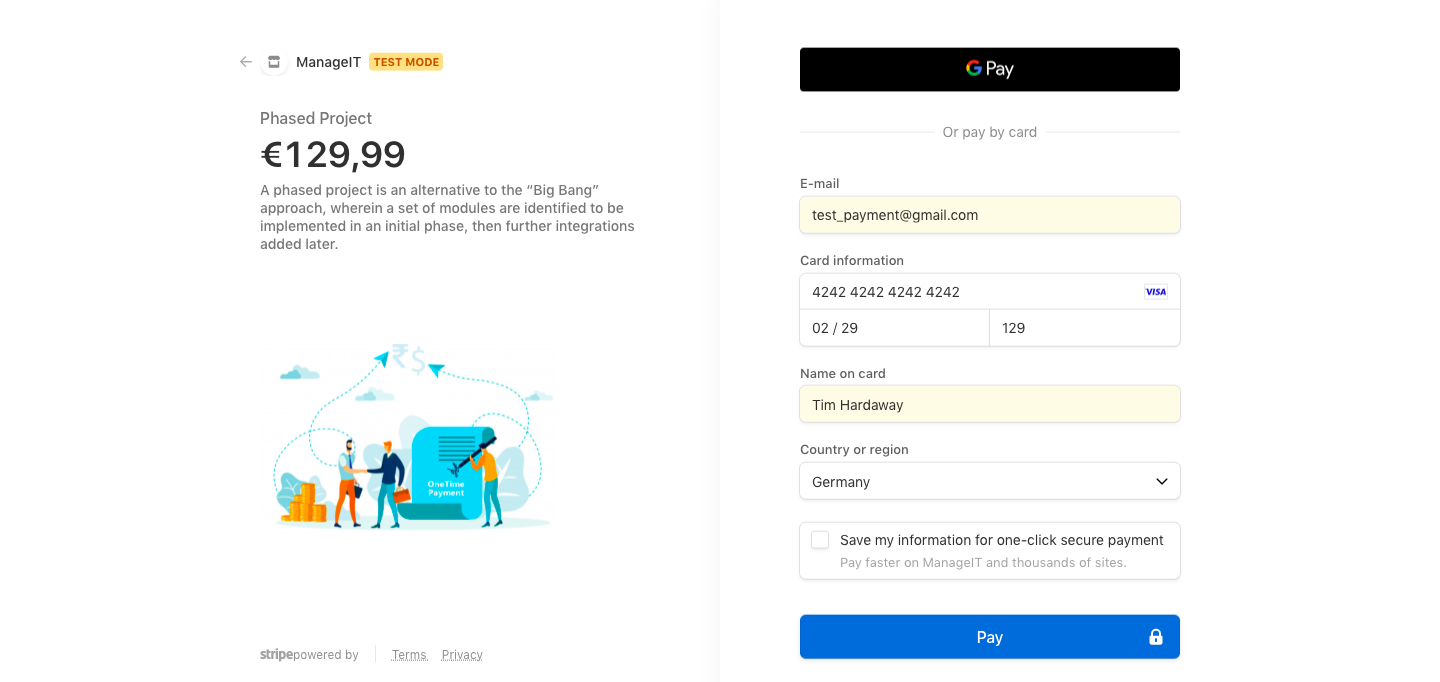 ManageIT TEST MODE
Phased Project
€129,99
A phased project is an alternative to the “Big Bang”
approach, wherein a set of modules are identified to be
implemented in an initial phase, then further integrations
added later.
₹$
OneTime
Payment
stripe powered by
Terms Privacy
G Pay
Or pay by card
E-mail
test_payment@gmail.com
Card information
4242 4242 4242 4242 VISA
02 / 29 129
Name on card
Tim Hardaway
Country or region
Germany
Save my information for one-click secure payment
Pay faster on ManageIT and thousands of sites.
Pay